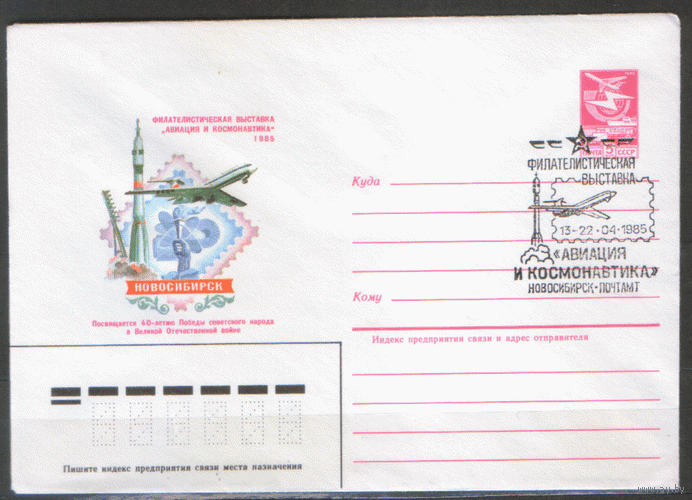 ФИЛАТЕЛИСТИЧЕСКАЯ ВЫСТАВКА
„АВИАЦИЯ И КОСМОНАВТИКА"
1985
НОВОСИБИРСК
Посвящается 40-летию Победы советского народа
в Великой Отечественной войне
ПОЧТА 5 СССР
ФИЛАТЕЛИСТИЧЕСКАЯ
ВЫСТАВКА
13-22·04·1985
«АВИАЦИЯ
И КОСМОНАВТИКА»
НОВОСИБИРСК·ПОЧТАМТ
Куда
Кому
Индекс предприятия связи и адрес отправителя
Пишите индекс предприятия связи места назначения